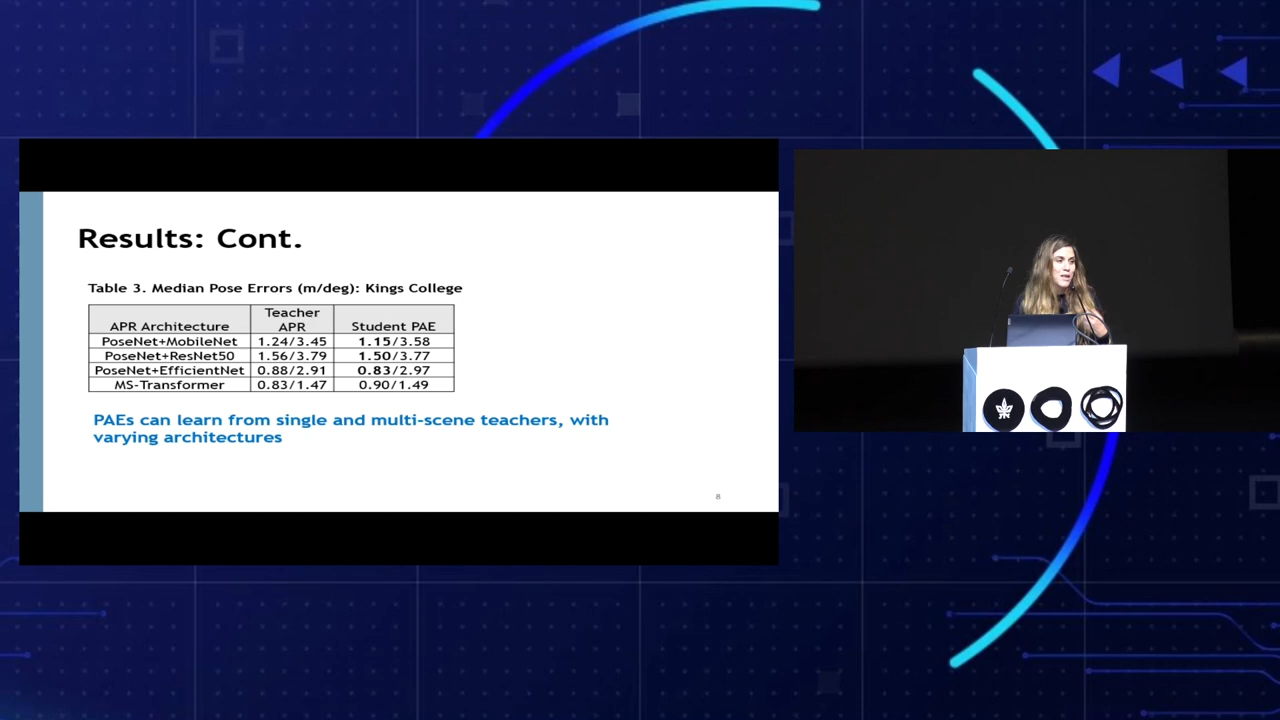 Results: Cont.
Table 3. Median Pose Errors (m/deg): Kings College
APR Architecture Teacher APR Student PAE
PoseNet+MobileNet 1.24/3.45 1.15/3.58
PoseNet+ResNet50 1.56/3.79 1.50/3.77
PoseNet+EfficientNet 0.88/2.91 0.83/2.97
MS-Transformer 0.83/1.47 0.90/1.49
PAEs can learn from single and multi-scene teachers, with
varying architectures
8